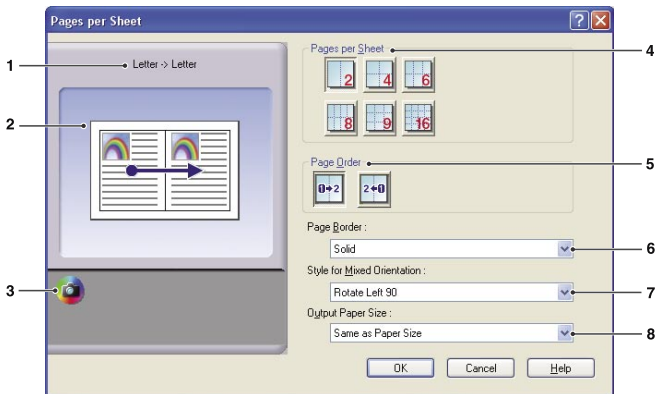 Pages per Sheet
1
Letter -> Letter
2
3
Pages per Sheet
4
2 4 6
8 9 16
Page Order
5
1→2 2←1
Page Border :
Solid
6
Style for Mixed Orientation :
Rotate Left 90
7
Output Paper Size :
Same as Paper Size
8
OK Cancel Help